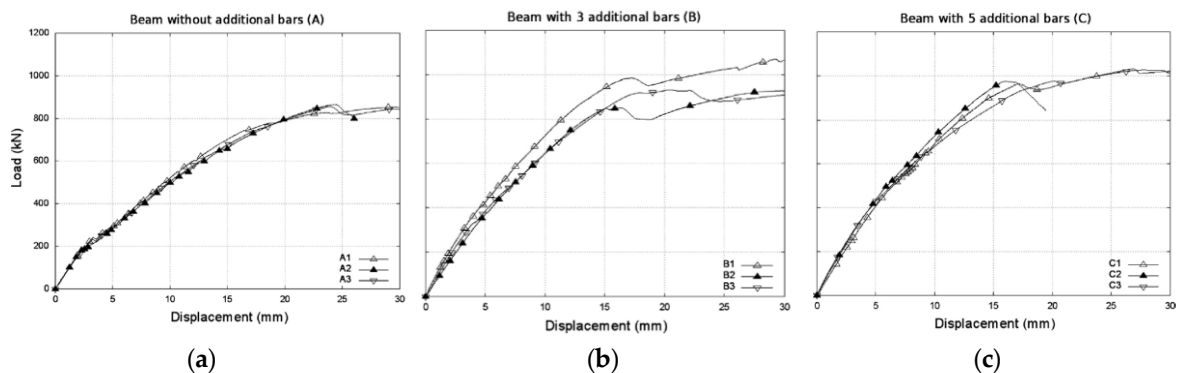 Beam without additional bars (A)
Load (kN)
1200
1000
800
600
400
200
0
0 5 10 15 20 25 30
Displacement (mm)
A1
A2
A3
(a)
Beam with 3 additional bars (B)
0 5 10 15 20 25 30
Displacement (mm)
B1
B2
B3
(b)
Beam with 5 additional bars (C)
0 5 10 15 20 25 30
Displacement (mm)
C1
C2
C3
(c)